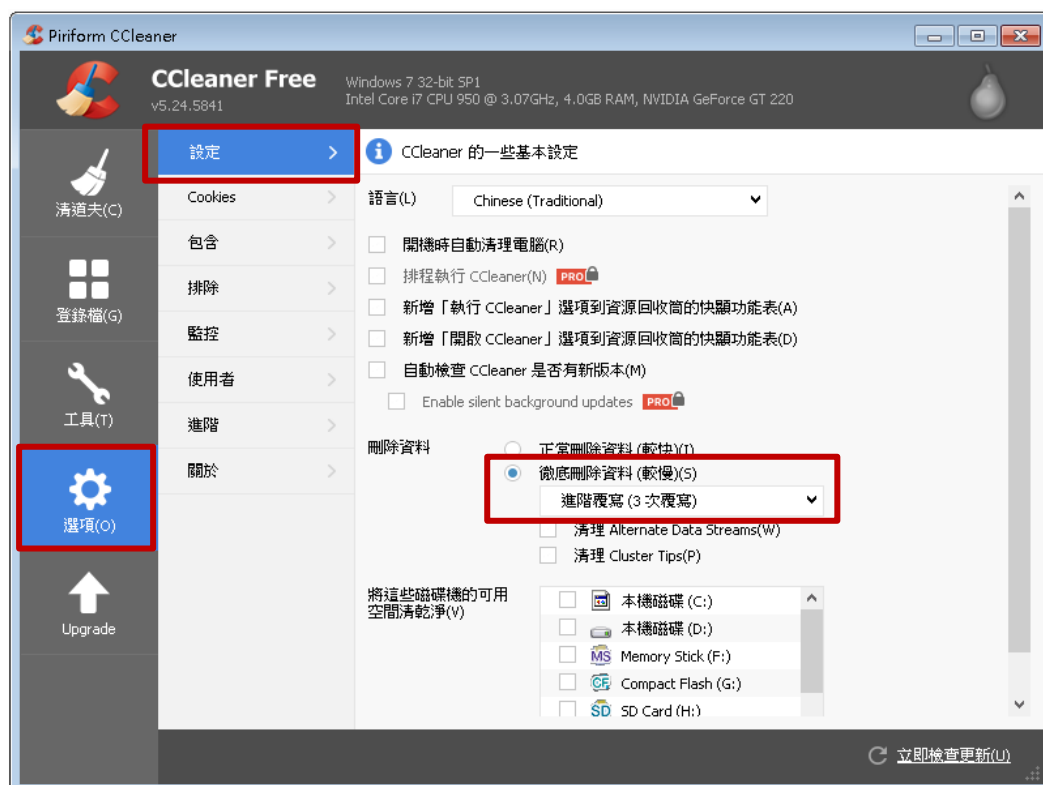 Piriform CCleaner
CCleaner Free
v5.24.5841
Windows 7 32-bit SP1
Intel Core i7 CPU 950 @ 3.07GHz, 4.0GB RAM, NVIDIA GeForce GT 220
清道夫(C)
登錄檔(G)
工具(T)
選項(O)
Upgrade
設定
Cookies
包含
排除
監控
使用者
進階
關於
CCleaner 的一些基本設定
語言(L)
Chinese (Traditional)
開機時自動清理電腦(R)
排程執行 CCleaner(N) PRO
新增「執行 CCleaner」選項到資源回收筒的快顯功能表(A)
新增「開啟 CCleaner」選項到資源回收筒的快顯功能表(D)
自動檢查 CCleaner 是否有新版本(M)
Enable silent background updates PRO
刪除資料
正常刪除資料 (較快)(I)
徹底刪除資料 (較慢)(S)
進階覆寫 (3 次覆寫)
清理 Alternate Data Streams(W)
清理 Cluster Tips(P)
將這些磁碟機的可用
空間清乾淨(V)
本機磁碟 (C:)
本機磁碟 (D:)
MS Memory Stick (F:)
CF Compact Flash (G:)
SD SD Card (H:)
立即檢查更新(U)